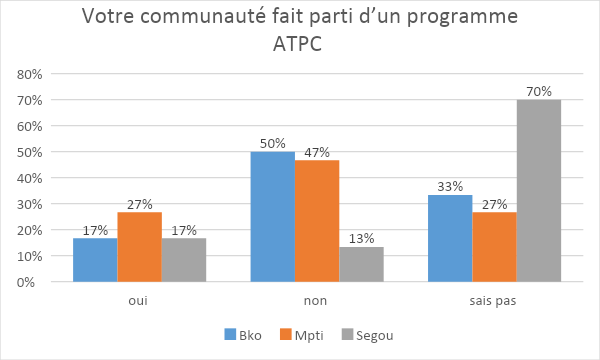 Votre communauté fait parti d’un programme
ATPC
80%
70%
60%
50%
40%
30%
20%
10%
0%
17%
27%
17%
50%
47%
13%
33%
27%
70%
oui
non
sais pas
Bko
Mpti
Segou